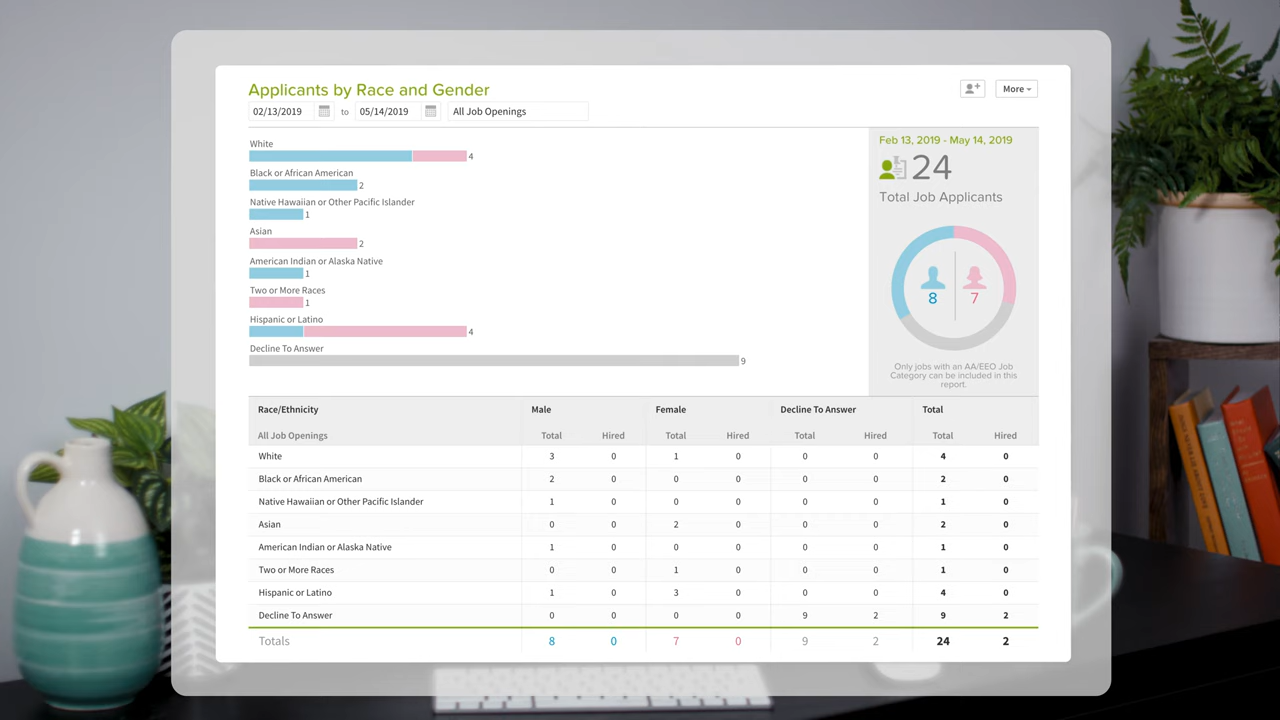 Applicants by Race and Gender
More
02/13/2019 to 05/14/2019 All Job Openings
White
4
Black or African American
2
Native Hawaiian or Other Pacific Islander
1
Asian
2
American Indian or Alaska Native
1
Two or More Races
1
Hispanic or Latino
4
Decline To Answer
9
Feb 13, 2019 - May 14, 2019
24
Total Job Applicants
8 7
Only jobs with an AA/EEO Job
Category can be included in this
report.
Race/Ethnicity Male Female Decline To Answer Total
All Job Openings Total Hired Total Hired Total Hired Total Hired
White 3 0 1 0 0 0 4 0
Black or African American 2 0 0 0 0 0 2 0
Native Hawaiian or Other Pacific Islander 1 0 0 0 0 0 1 0
Asian 0 0 2 0 0 0 2 0
American Indian or Alaska Native 1 0 0 0 0 0 1 0
Two or More Races 0 0 1 0 0 0 1 0
Hispanic or Latino 1 0 3 0 0 0 4 0
Decline To Answer 0 0 0 0 9 2 9 2
Totals 8 0 7 0 9 2 24 2